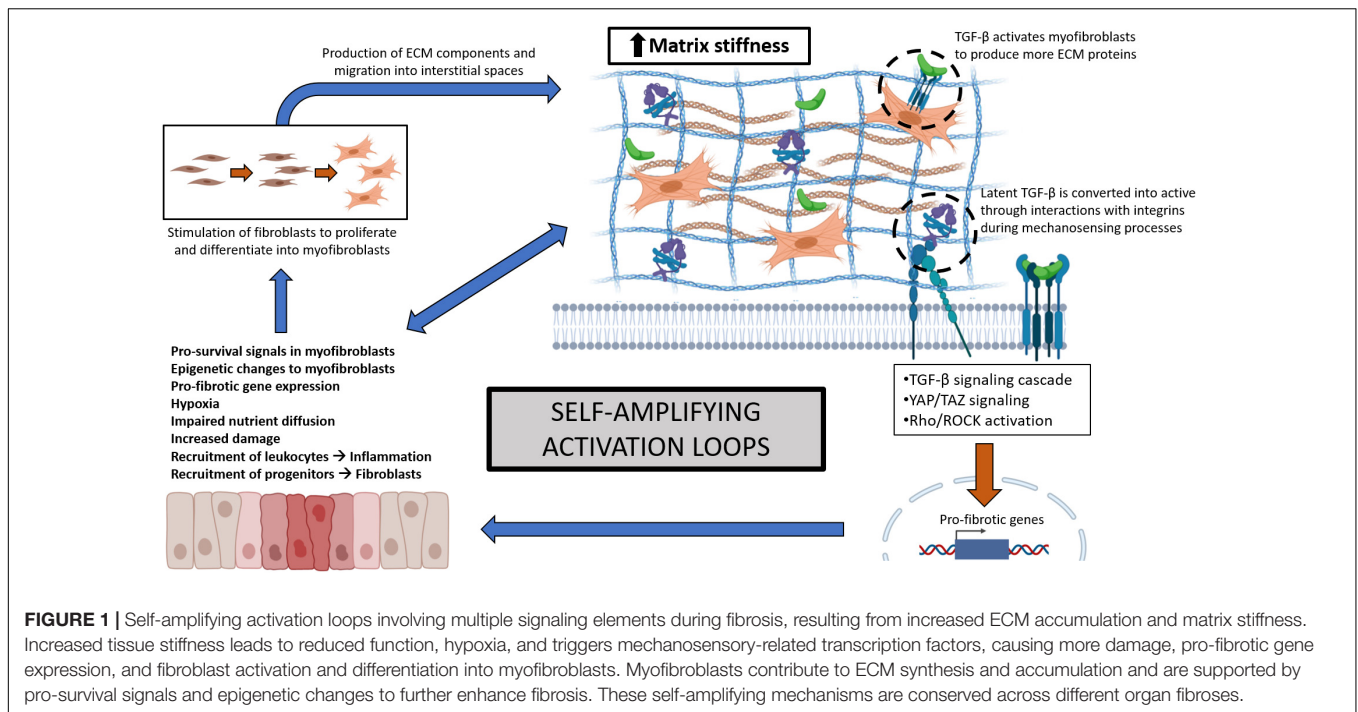 Production of ECM components and
migration into interstitial spaces
⬆Matrix stiffness
TGF-β activates myofibroblasts
to produce more ECM proteins
Stimulation of fibroblasts to proliferate
and differentiate into myofibroblasts
Latent TGF-β is converted into active
through interactions with integrins
during mechanosensing processes
Pro-survival signals in myofibroblasts
Epigenetic changes to myofibroblasts
Pro-fibrotic gene expression
Hypoxia
Impaired nutrient diffusion
Increased damage
Recruitment of leukocytes → Inflammation
Recruitment of progenitors → Fibroblasts
SELF-AMPLIFYING
ACTIVATION LOOPS
•TGF-β signaling cascade
•YAP/TAZ signaling
•Rho/ROCK activation
Pro-fibrotic genes
FIGURE 1 | Self-amplifying activation loops involving multiple signaling elements during fibrosis, resulting from increased ECM accumulation and matrix stiffness.
Increased tissue stiffness leads to reduced function, hypoxia, and triggers mechanosensory-related transcription factors, causing more damage, pro-fibrotic gene
expression, and fibroblast activation and differentiation into myofibroblasts. Myofibroblasts contribute to ECM synthesis and accumulation and are supported by
pro-survival signals and epigenetic changes to further enhance fibrosis. These self-amplifying mechanisms are conserved across different organ fibroses.